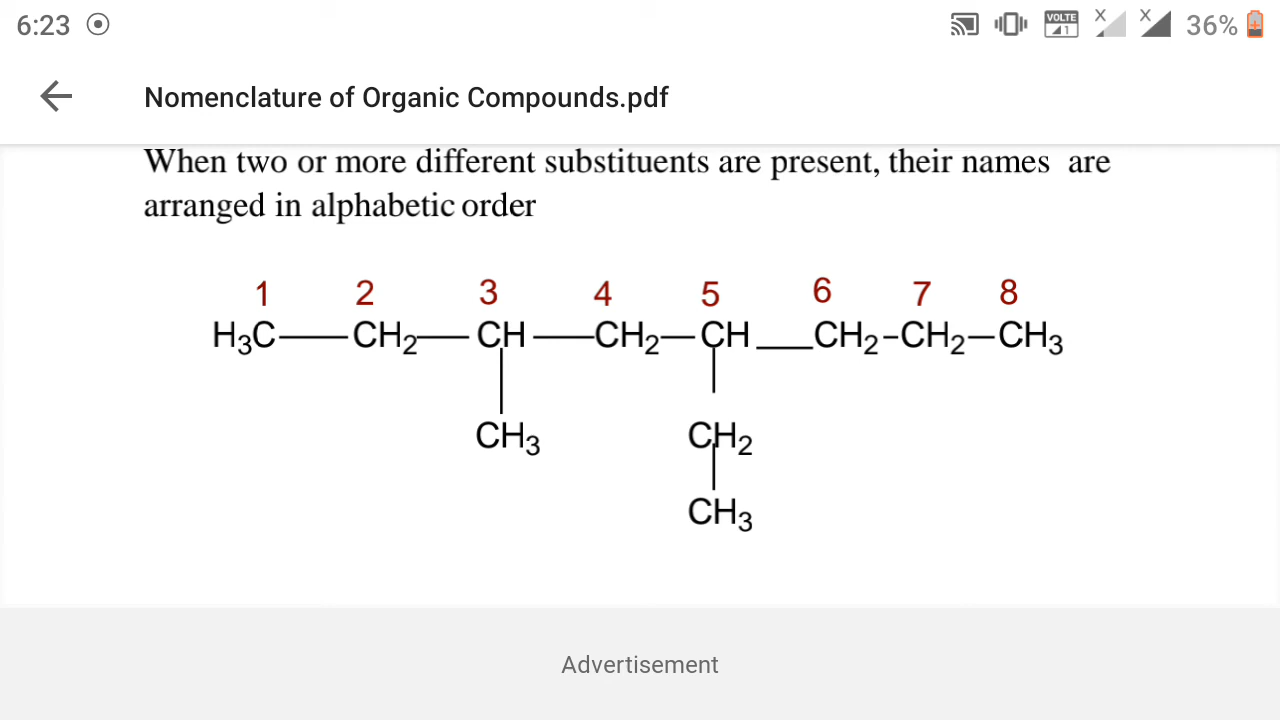 6:23 VOLTE 1 X X 36%
Nomenclature of Organic Compounds.pdf
When two or more different substituents are present, their names are
arranged in alphabetic order
1 2 3 4 5 6 7 8
H₃C—CH₂—CH—CH₂—CH—CH₂-CH₂—CH₃
CH₃ CH₂
CH₃
Advertisement